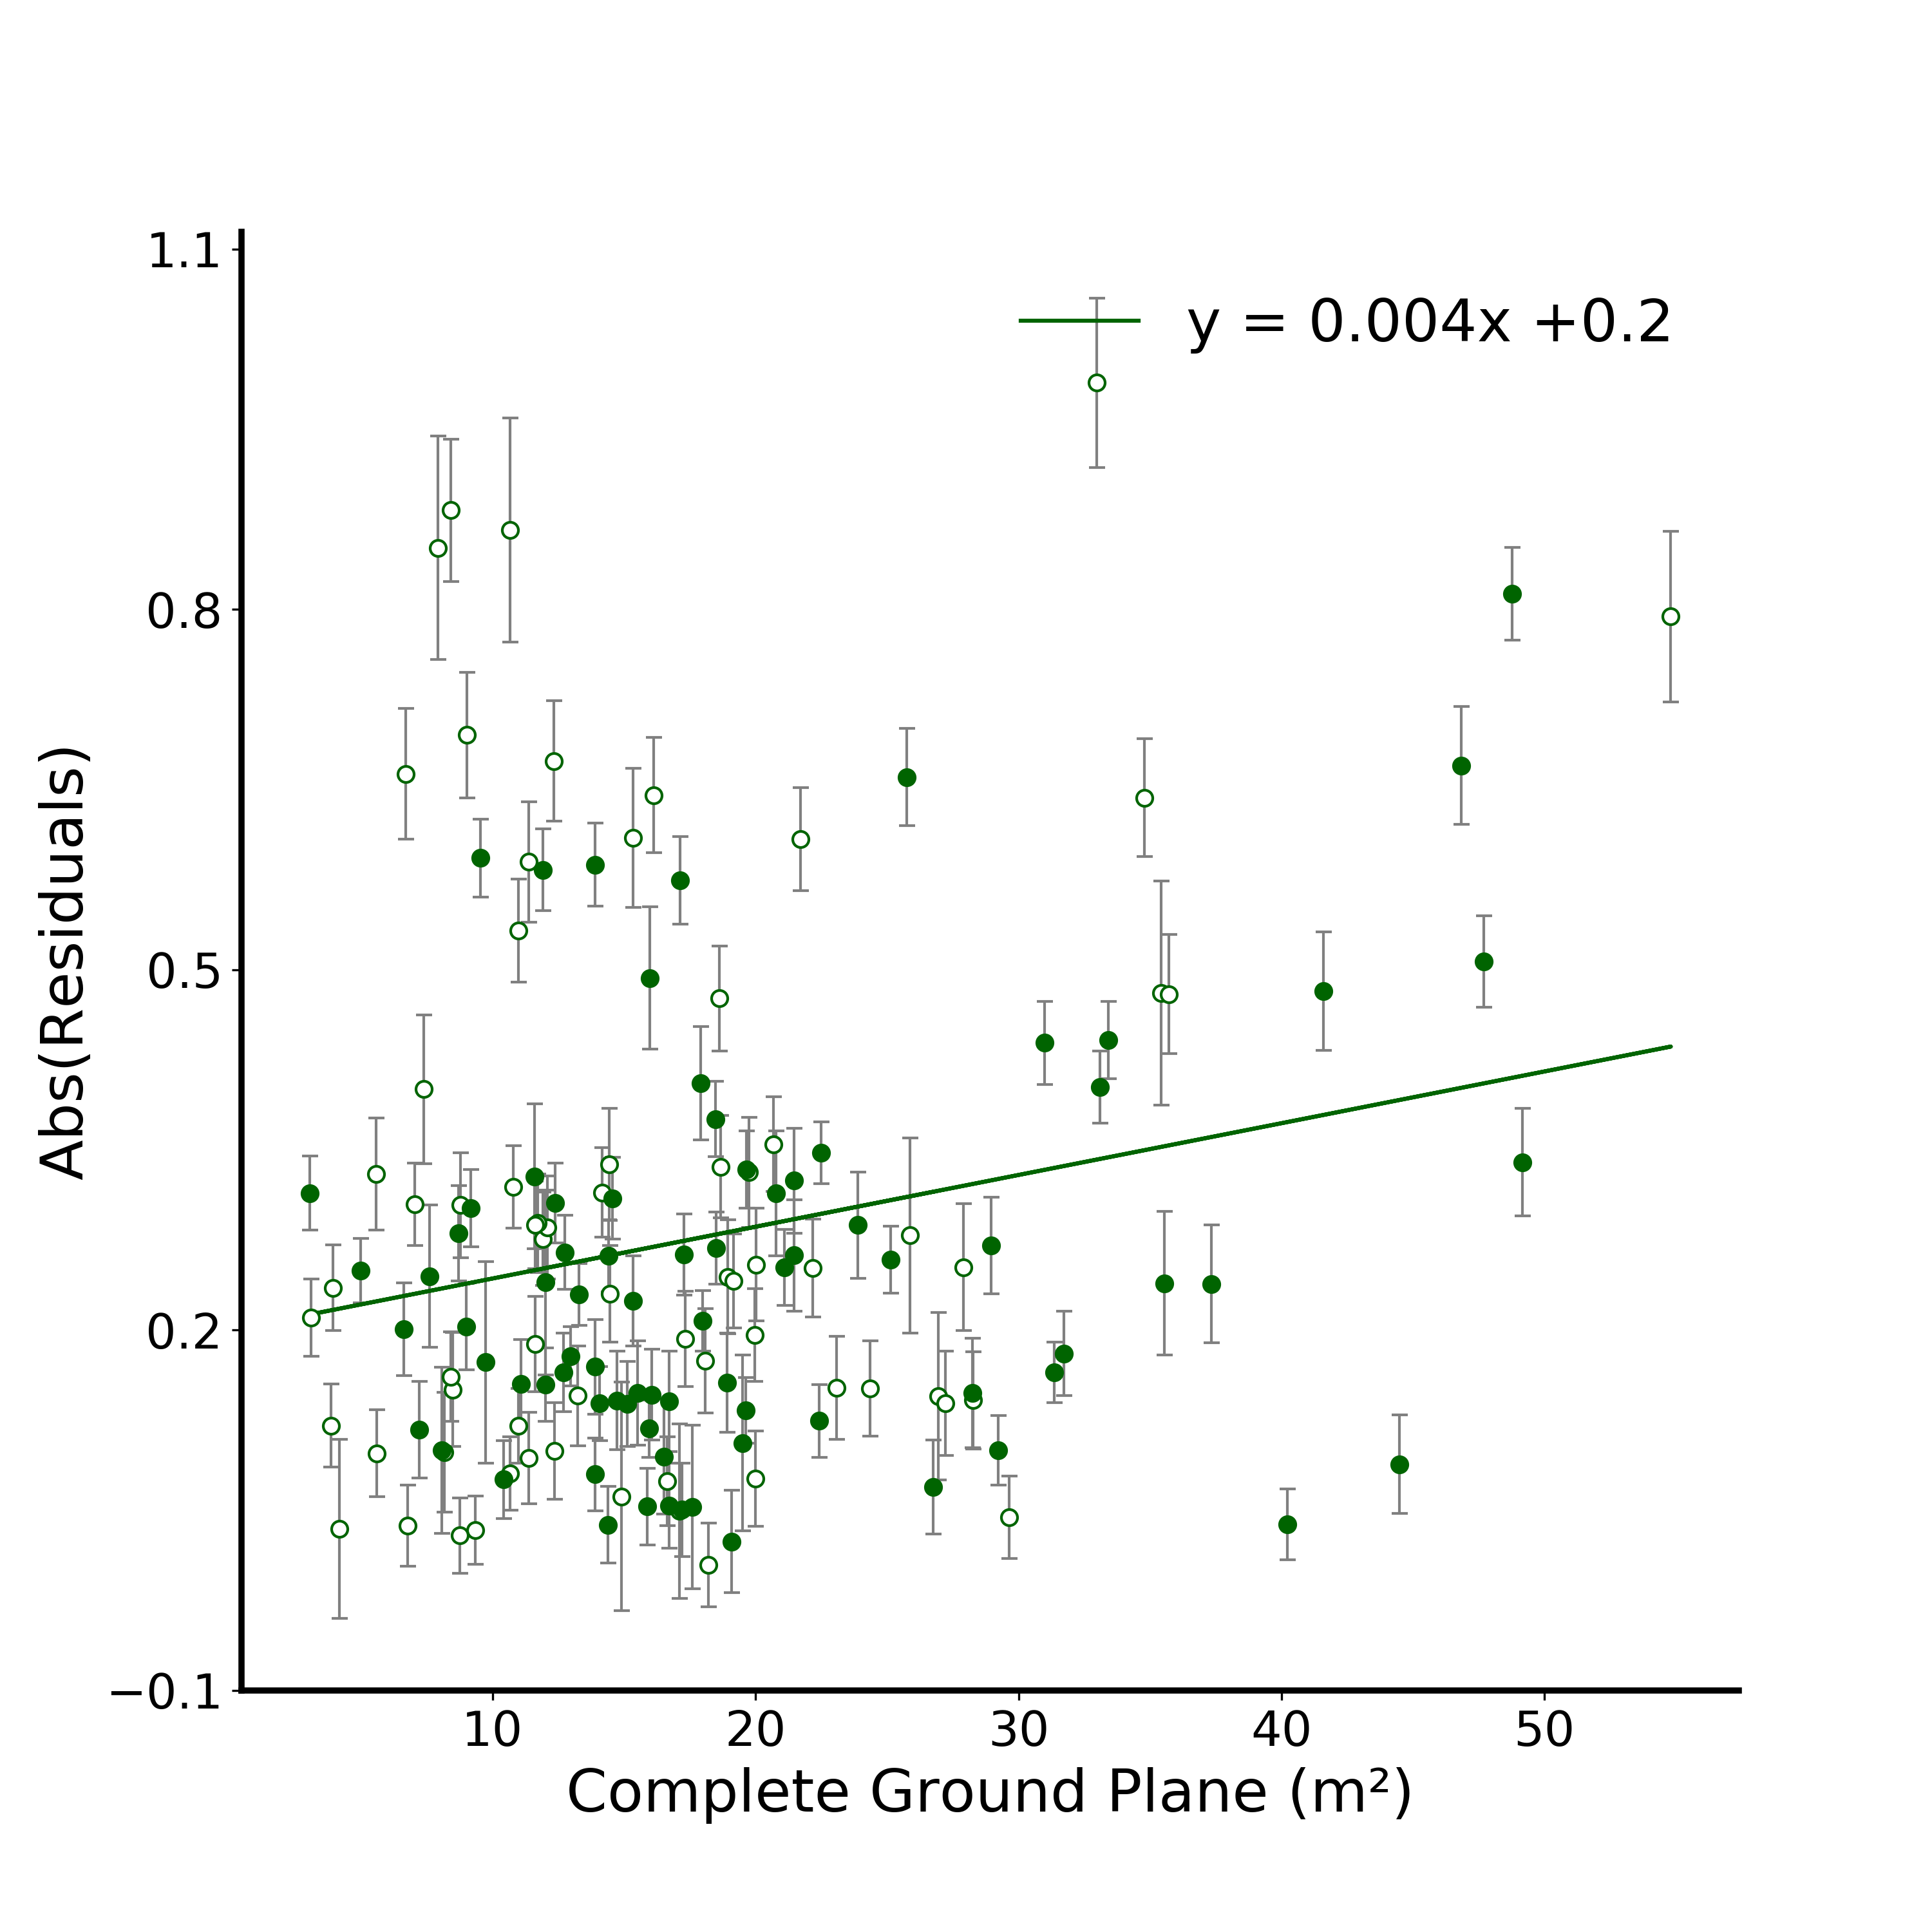 1.1
y = 0.004x +0.2
0.8
0.5
0.2
−0.1
Abs(Residuals)
10 20 30 40 50
Complete Ground Plane (m²)